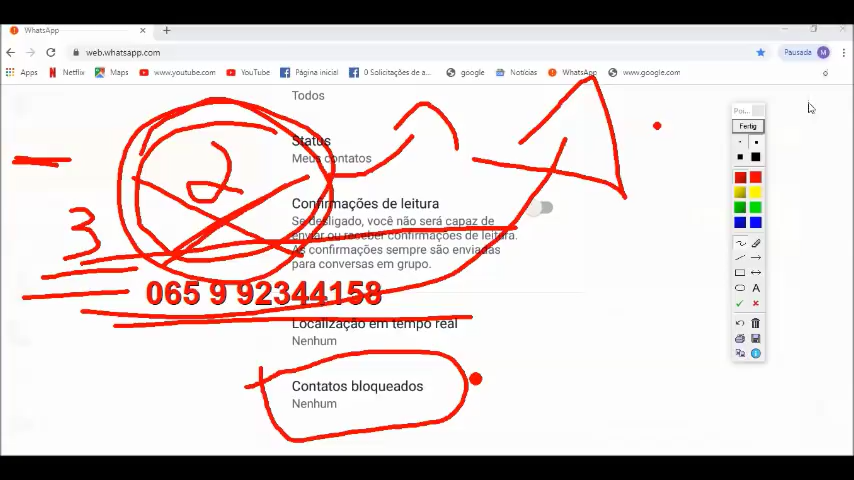 WhatsApp
web.whatsapp.com
Pausada M
Apps Netflix Maps www.youtube.com YouTube Página inicial 0 Solicitações de a... google Notícias WhatsApp www.google.com
Poi...
Fertig
Todos
Status
Meus contatos
2
Confirmações de leitura
Se desligado, você não será capaz de
enviar ou receber confirmações de leitura.
As confirmações sempre são enviadas
para conversas em grupo.
3
065 9 92344158
Localização em tempo real
Nenhum
Contatos bloqueados
Nenhum
A